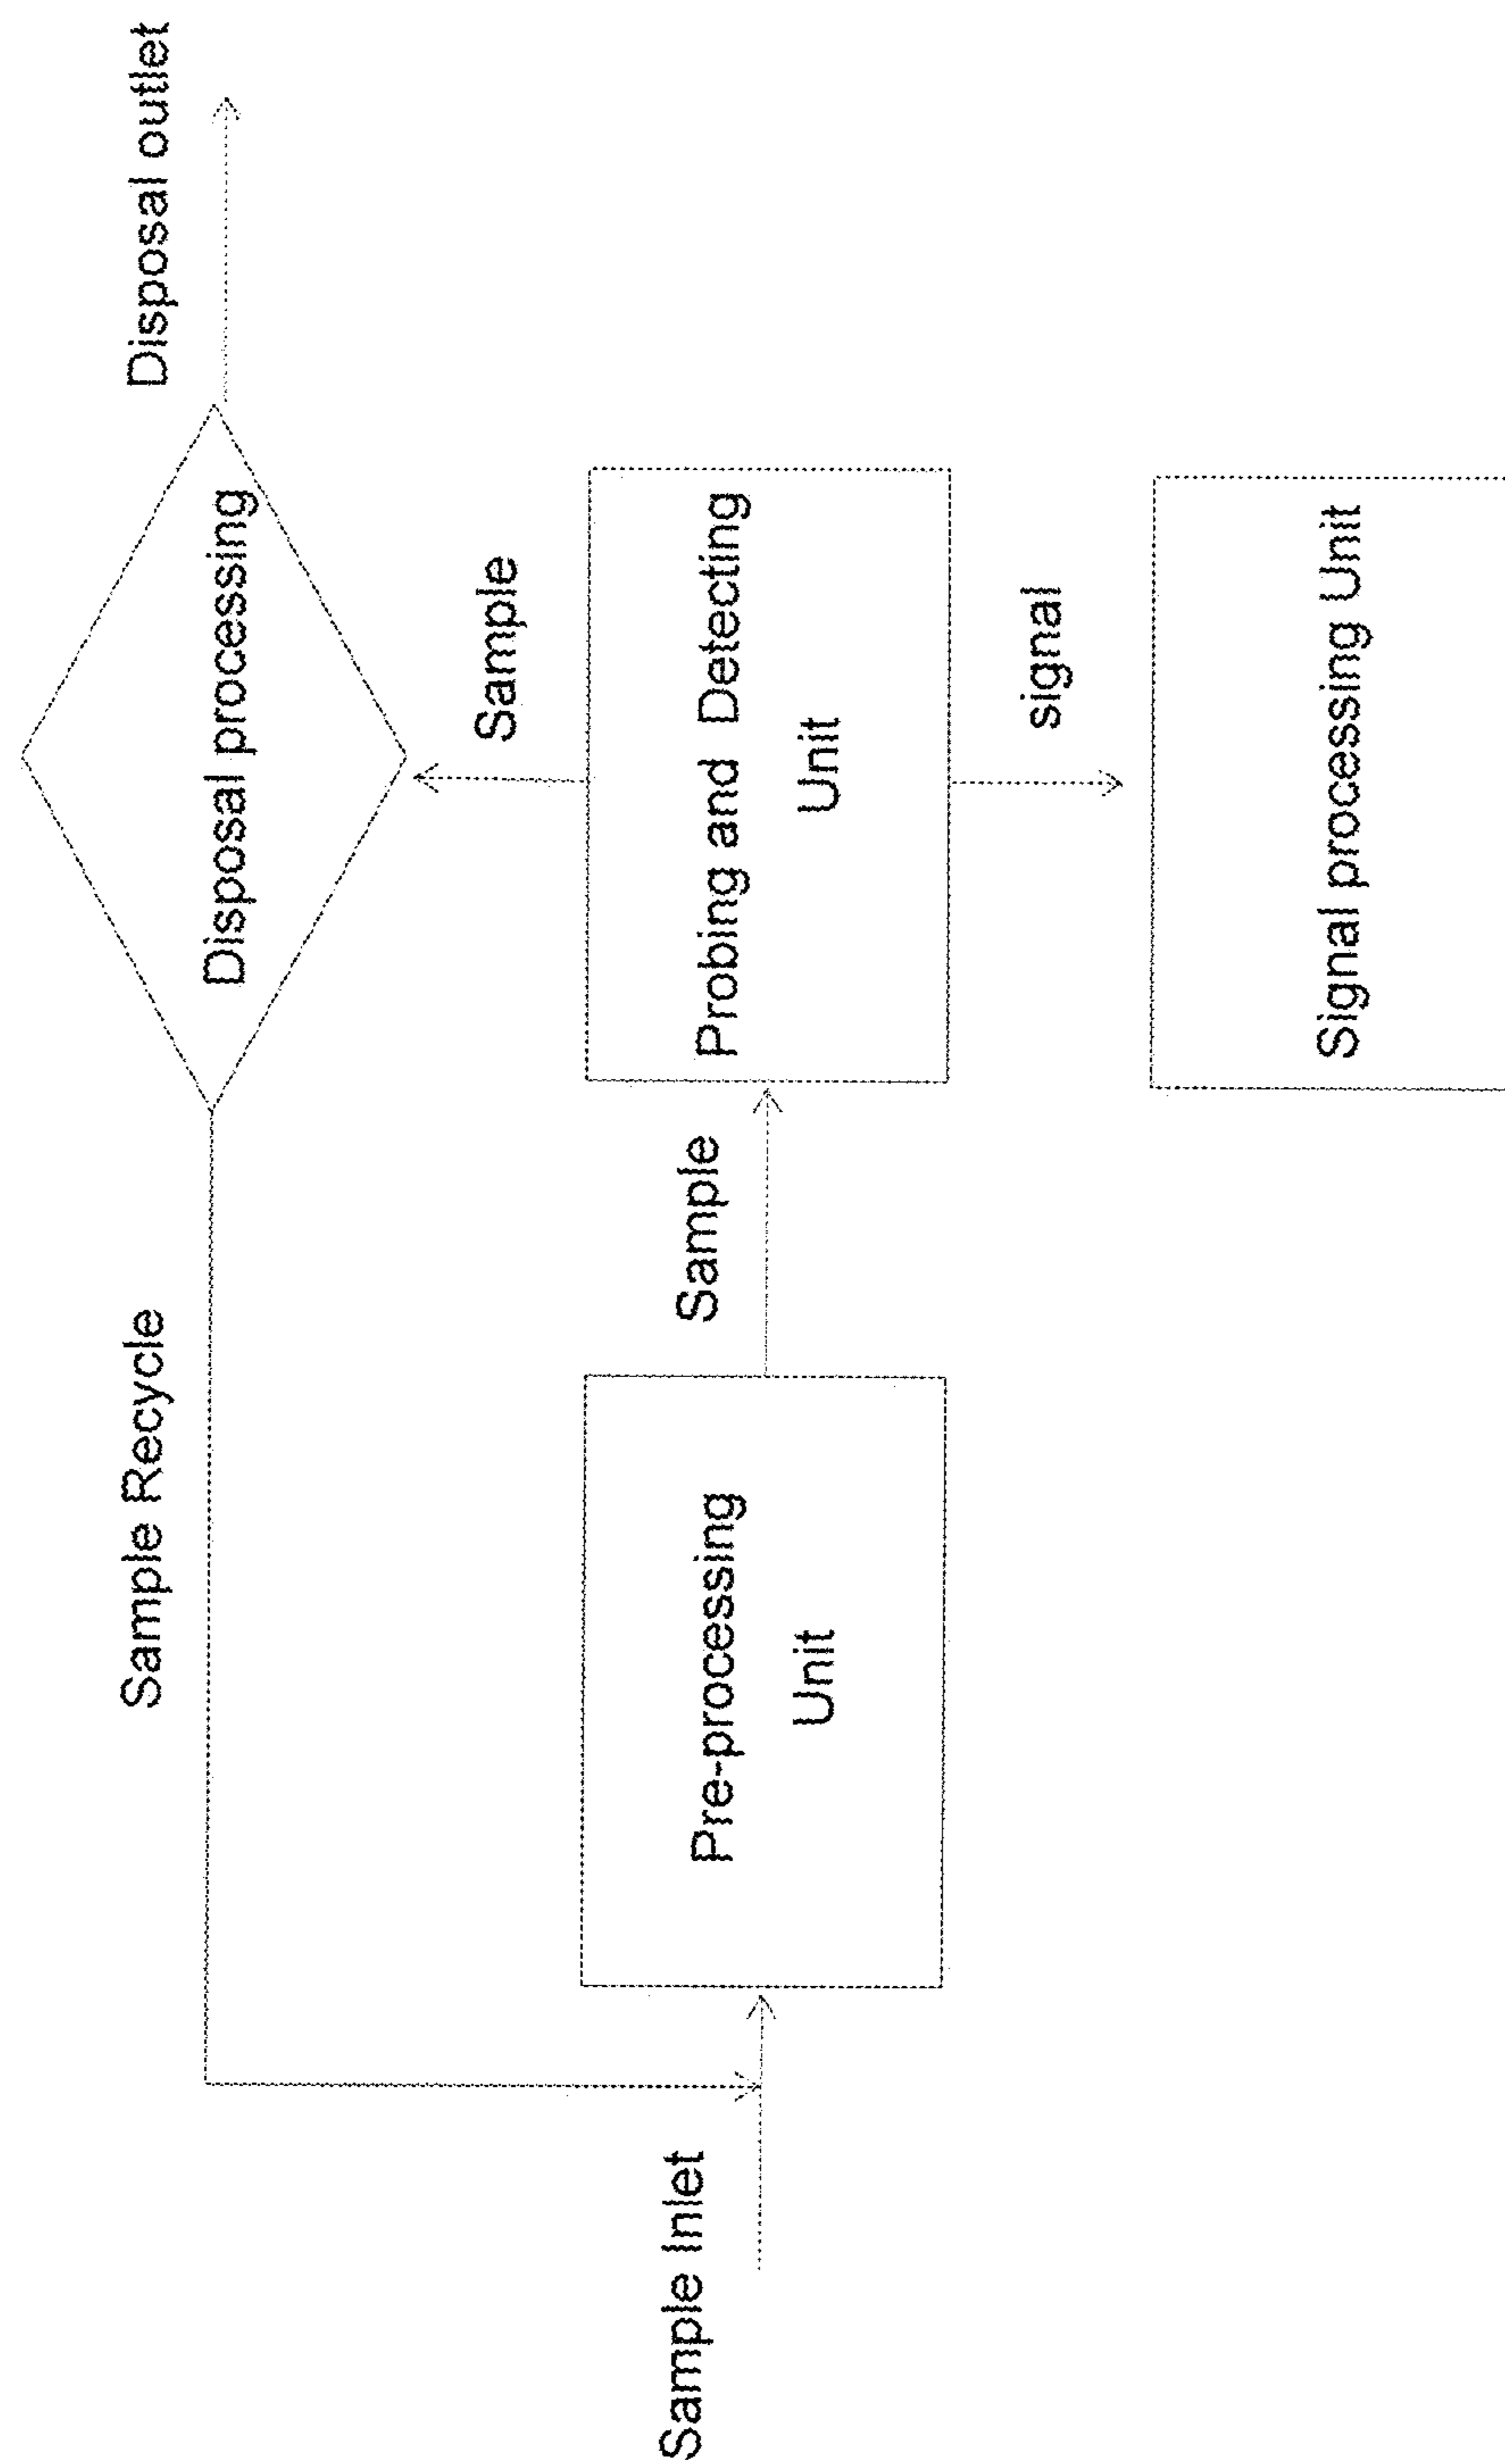 Disposal outlet
Sample Recycle
Disposal processing
Sample
Sample Inlet
Pre-processing
Unit
Sample
Probing and Detecting
Unit
signal
Signal processing Unit